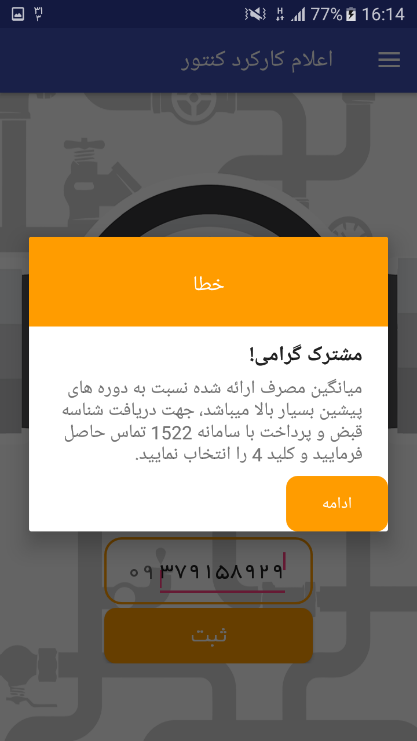 ۳۱
۳
77%
16:14
اعلام کارکرد کنتور
خطا
مشترک گرامی!
میانگین مصرف ارائه شده نسبت به دوره های
پیشین بسیار بالا میباشد، جهت دریافت شناسه
قبض و پرداخت با سامانه 1522 تماس حاصل
فرمایید و کلید 4 را انتخاب نمایید.
ادامه
۰۹۳۷۹۱۵۸۹۲۹
ثبت